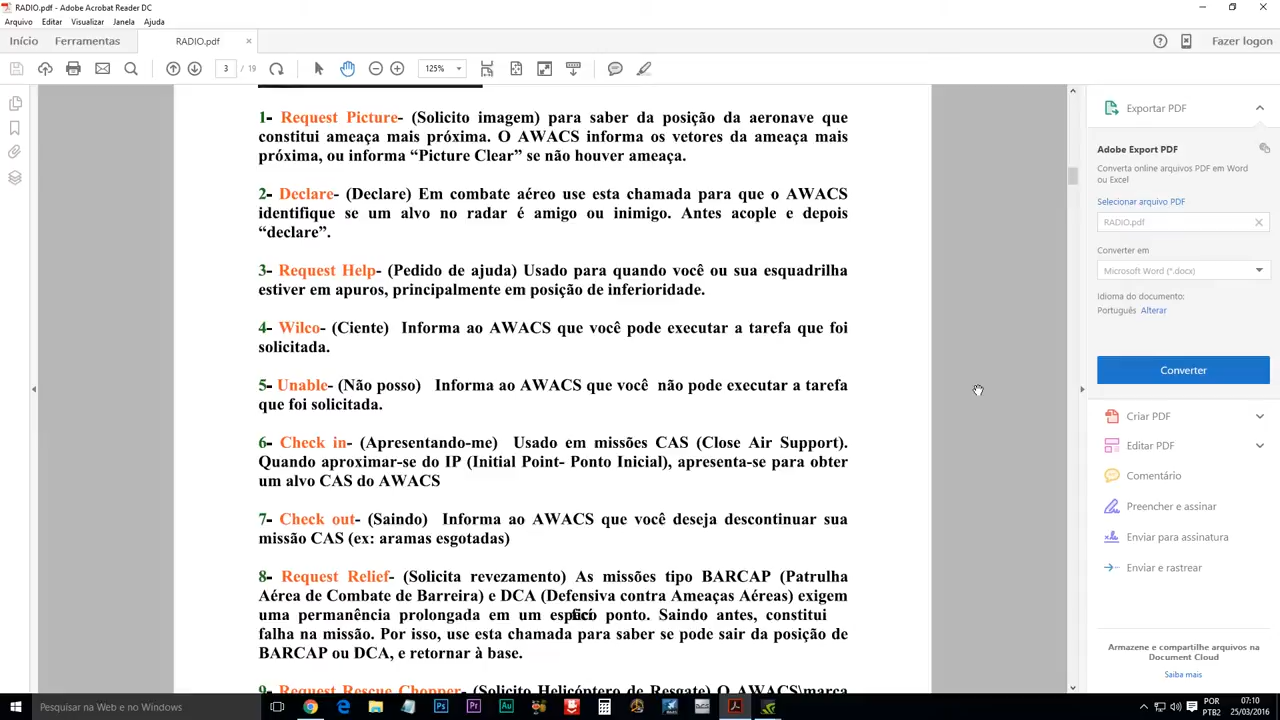 RADIO.pdf - Adobe Acrobat Reader DC
Arquivo Editar Visualizar Janela Ajuda
Início Ferramentas RADIO.pdf × Fazer logon
3 / 19 125%
1- Request Picture- (Solicito imagem) para saber da posição da aeronave que
constitui ameaça mais próxima. O AWACS informa os vetores da ameaça mais
próxima, ou informa “Picture Clear” se não houver ameaça.
2- Declare- (Declare) Em combate aéreo use esta chamada para que o AWACS
identifique se um alvo no radar é amigo ou inimigo. Antes acople e depois
“declare”.
3- Request Help- (Pedido de ajuda) Usado para quando você ou sua esquadrilha
estiver em apuros, principalmente em posição de inferioridade.
4- Wilco- (Ciente) Informa ao AWACS que você pode executar a tarefa que foi
solicitada.
5- Unable- (Não posso) Informa ao AWACS que você não pode executar a tarefa
que foi solicitada.
6- Check in- (Apresentando-me) Usado em missões CAS (Close Air Support).
Quando aproximar-se do IP (Initial Point- Ponto Inicial), apresenta-se para obter
um alvo CAS do AWACS
7- Check out- (Saindo) Informa ao AWACS que você deseja descontinuar sua
missão CAS (ex: aramas esgotadas)
8- Request Relief- (Solicita revezamento) As missões tipo BARCAP (Patrulha
Aérea de Combate de Barreira) e DCA (Defensiva contra Ameaças Aéreas) exigem
uma permanência prolongada em um ponto. Saindo antes, constitui
falha na missão. Por isso, use esta chamada para saber se pode sair da posição de
BARCAP ou DCA, e retornar à base.
9- Request Rescue Chopper- (Solicito Helicóptero de Resgate) O AWACS\marca
Exportar PDF
Adobe Export PDF
Converta online arquivos PDF em Word
ou Excel
Selecionar arquivo PDF
RADIO.pdf
Converter em
Microsoft Word (*.docx)
Idioma do documento:
Português Alterar
Converter
Criar PDF
Editar PDF
Comentário
Preencher e assinar
Enviar para assinatura
Enviar e rastrear
Armazene e compartilhe arquivos na
Document Cloud
Saiba mais
Pesquisar na Web e no Windows
Ps Pr Au
POR
PTB2
07:10
25/03/2016